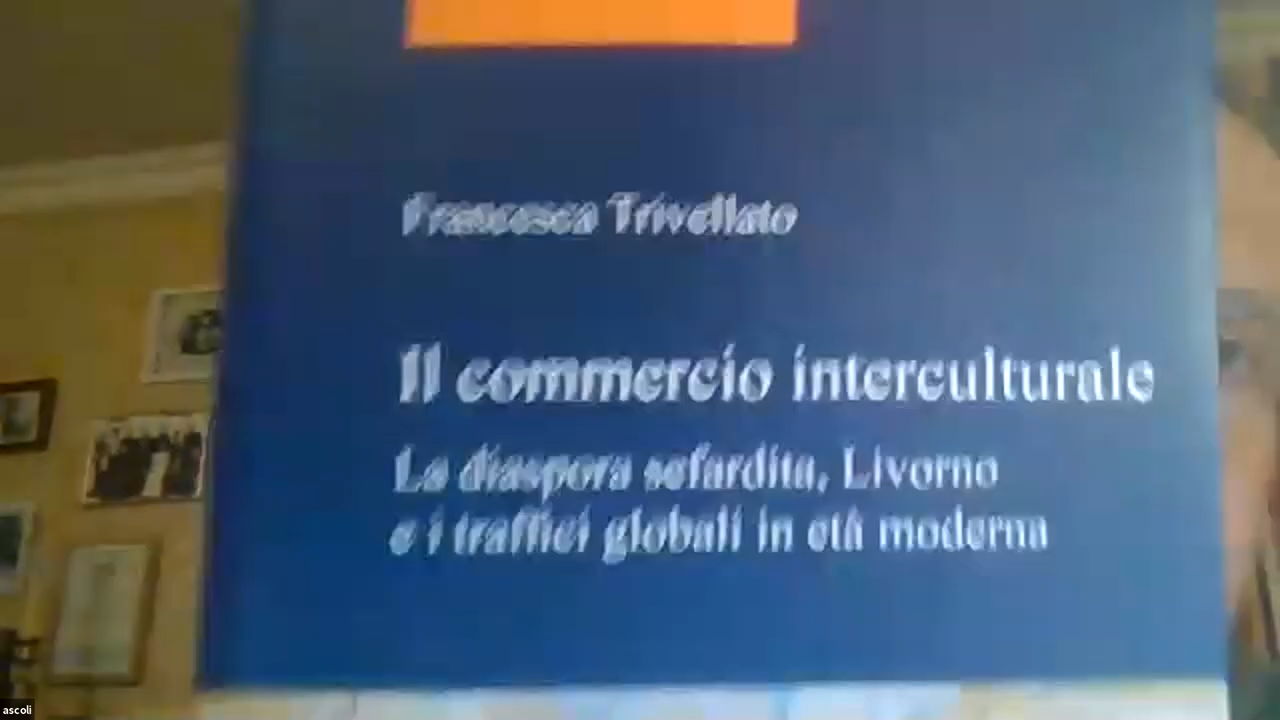 Francesca Trivellato
Il commercio interculturale
La diaspora sefardita, Livorno
e i traffici globali in età moderna
ascoli